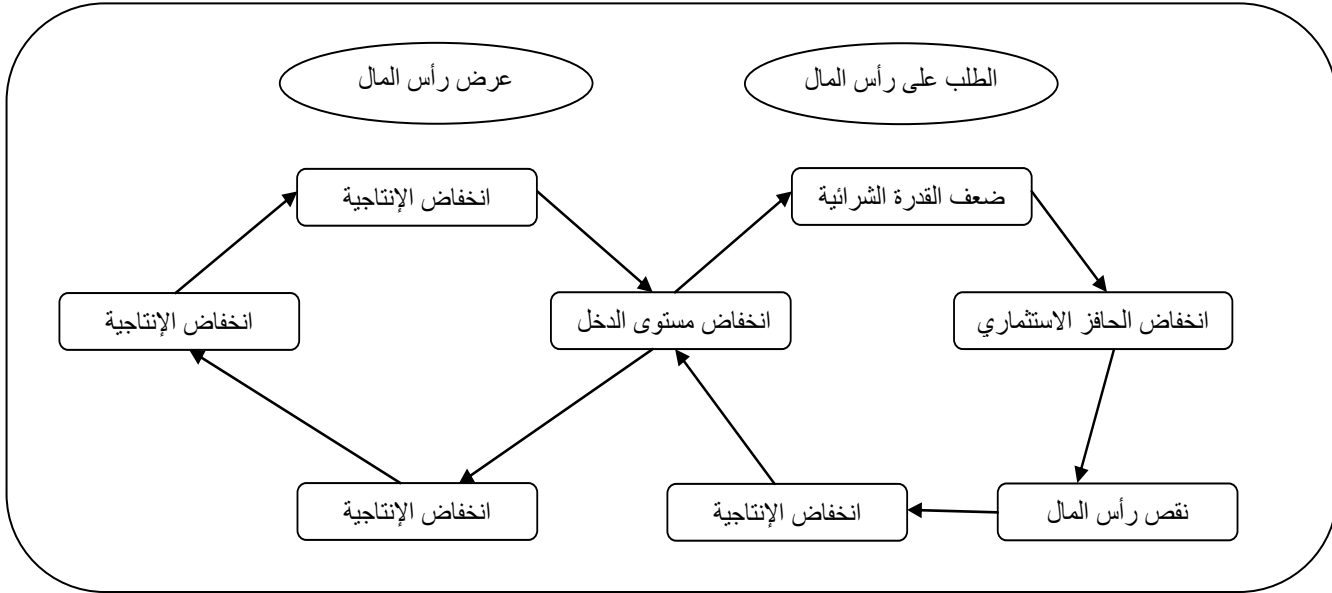 الطلب على رأس المال
عرض رأس المال
ضعف القدرة الشرائية
انخفاض الإنتاجية
انخفاض الحافز الاستثماري
انخفاض مستوى الدخل
انخفاض الإنتاجية
نقص رأس المال
انخفاض الإنتاجية
انخفاض الإنتاجية